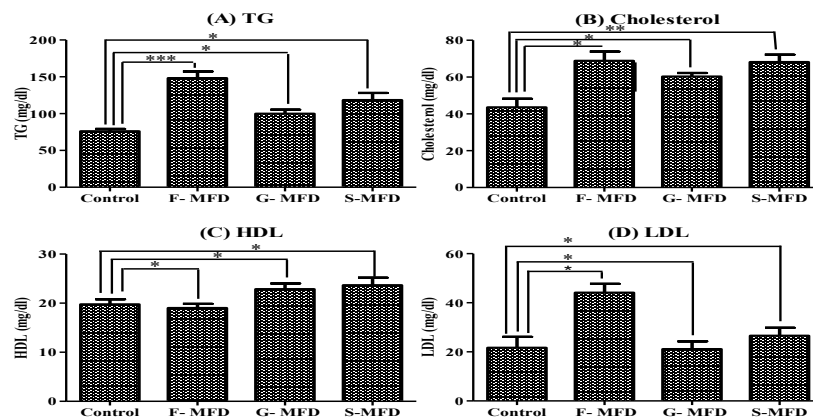 (A) TG
200
150
100
50
0
TG (mg/dl)
*
*
***
Control F- MFD G- MFD S-MFD
(B) Cholesterol
80
60
40
20
0
Cholesterol (mg/dl)
**
*
*
Control F- MFD G- MFD S-MFD
(C) HDL
30
20
10
0
HDL (mg/dl)
*
*
*
Control F- MFD G- MFD S-MFD
(D) LDL
60
40
20
0
LDL (mg/dl)
*
*
*
Control F- MFD G- MFD S-MFD